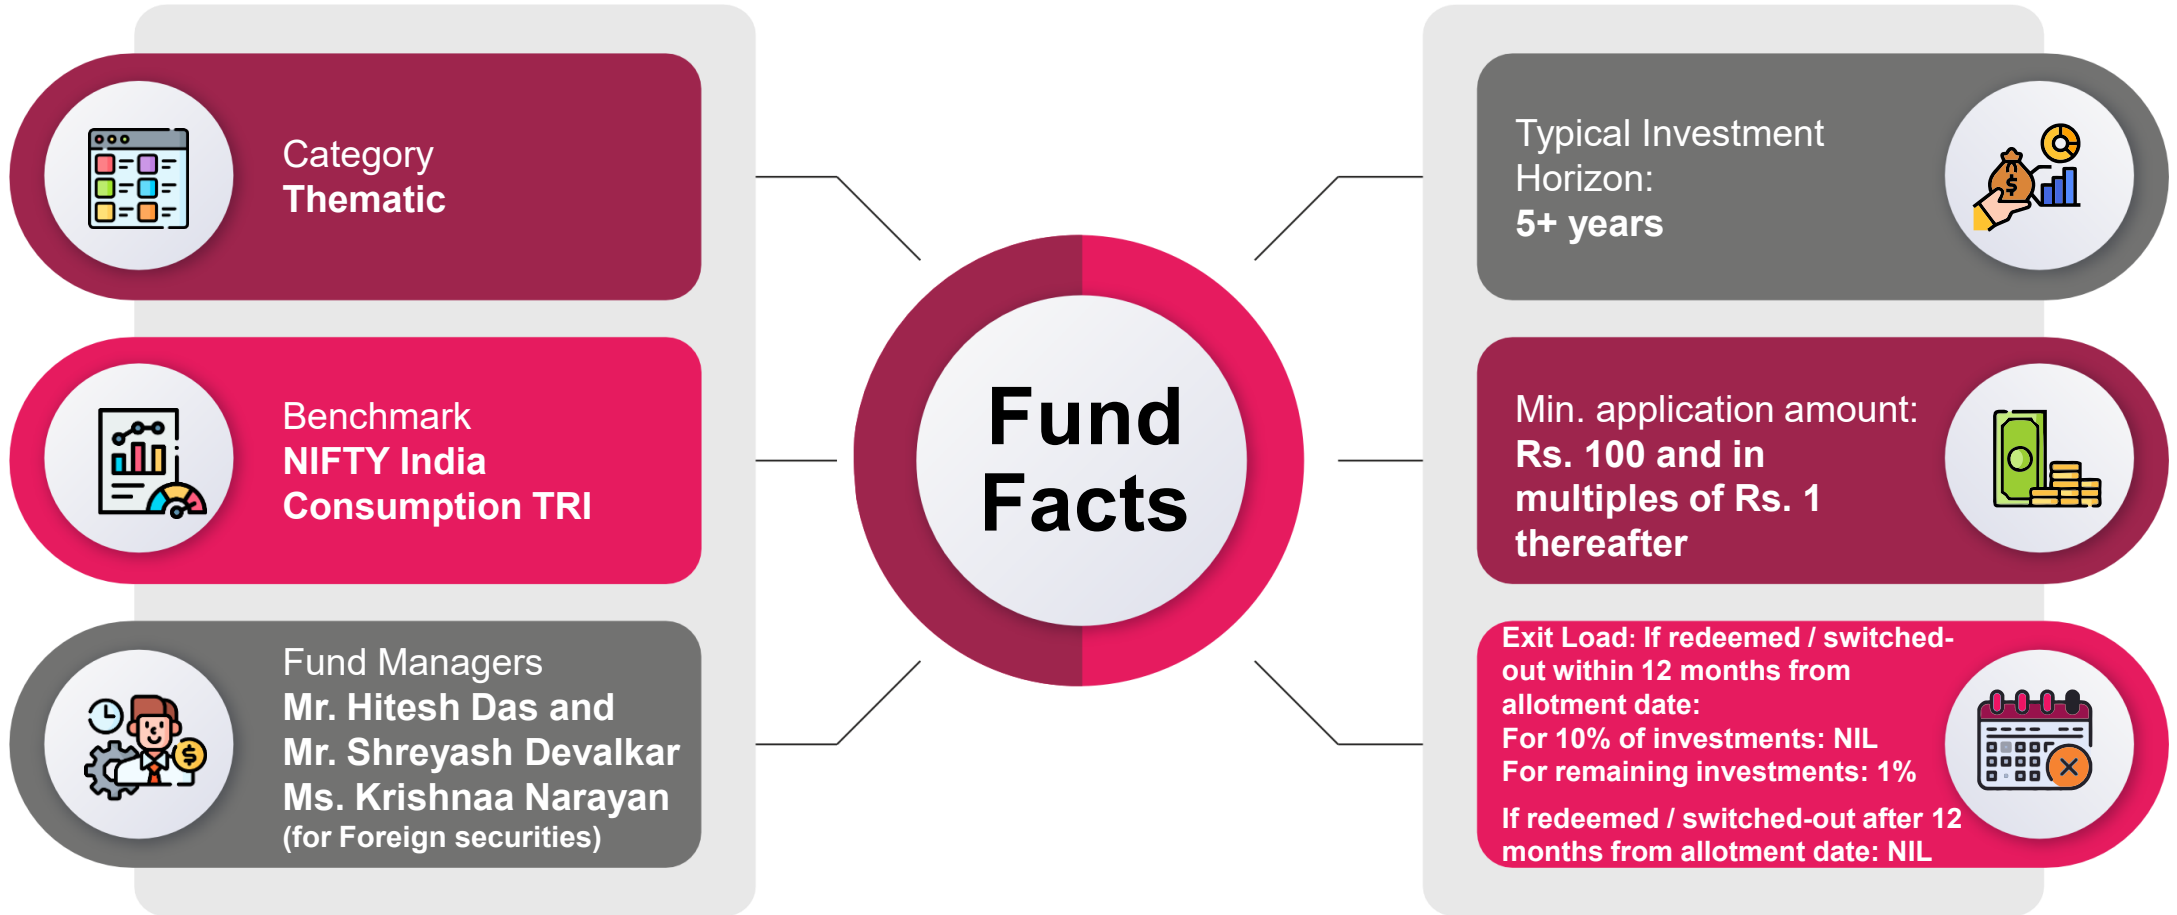 Category
Thematic
Benchmark
NIFTY India
Consumption TRI
Fund Managers
Mr. Hitesh Das and
Mr. Shreyash Devalkar
Ms. Krishnaa Narayan
(for Foreign securities)
Fund
Facts
Typical Investment
Horizon:
5+ years
Min. application amount:
Rs. 100 and in
multiples of Rs. 1
thereafter
Exit Load: If redeemed / switched-
out within 12 months from
allotment date:
For 10% of investments: NIL
For remaining investments: 1%
If redeemed / switched-out after 12
months from allotment date: NIL